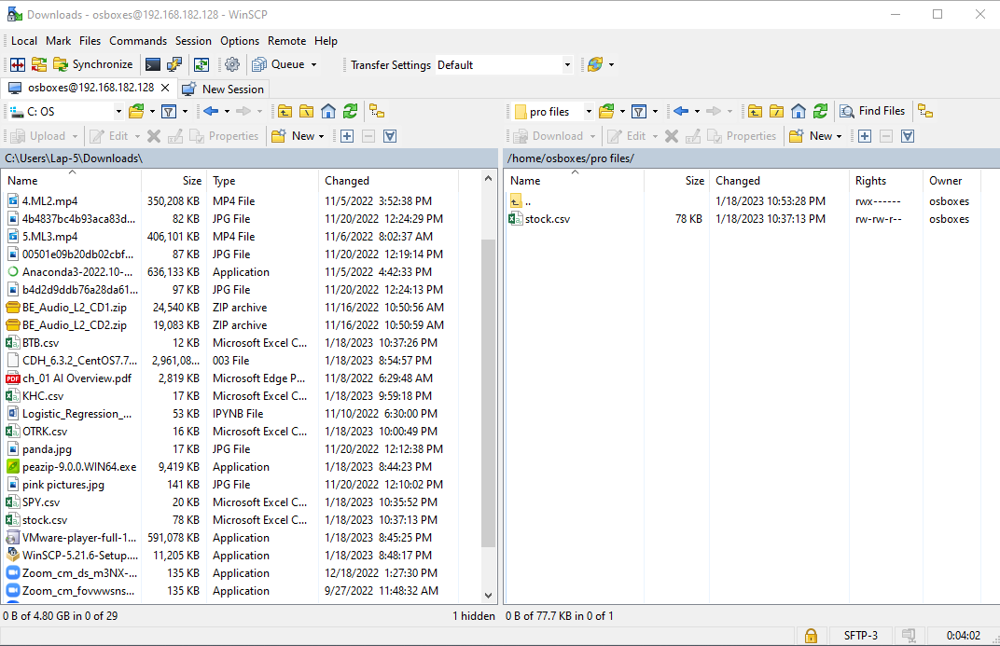 Downloads - osboxes@192.168.182.128 - WinSCP
Local Mark Files Commands Session Options Remote Help
Synchronize Queue Transfer Settings Default
osboxes@192.168.182.128 New Session
C: OS pro files Find Files
Upload Edit Properties New Download Edit Properties New
C:\Users\Lap-5\Downloads\ /home/osboxes/pro files/
Name Size Type Changed Name Size Changed Rights Owner
4.ML2.mp4 350,208 KB MP4 File 11/5/2022 3:52:38 PM .. 1/18/2023 10:53:28 PM rwx------ osboxes
4b4837bc4b93aca83d... 82 KB JPG File 11/20/2022 12:24:29 PM stock.csv 78 KB 1/18/2023 10:37:13 PM rw-rw-r-- osboxes
5.ML3.mp4 406,101 KB MP4 File 11/6/2022 8:02:37 AM
00501e09b20db02cbf... 87 KB JPG File 11/20/2022 12:19:14 PM
Anaconda3-2022.10-... 636,133 KB Application 11/5/2022 4:42:33 PM
b4d2d9ddb76a28da61... 97 KB JPG File 11/20/2022 12:24:13 PM
BE_Audio_L2_CD1.zip 24,540 KB ZIP archive 11/16/2022 10:50:56 AM
BE_Audio_L2_CD2.zip 19,083 KB ZIP archive 11/16/2022 10:50:59 AM
BTB.csv 12 KB Microsoft Excel C... 1/18/2023 10:37:26 PM
CDH_6.3.2_CentOS7.7... 2,961,08... 003 File 1/18/2023 8:54:57 PM
ch_01 AI Overview.pdf 2,819 KB Microsoft Edge P... 11/8/2022 6:29:48 AM
KHC.csv 17 KB Microsoft Excel C... 1/18/2023 9:59:18 PM
Logistic_Regression_... 53 KB IPYNB File 11/10/2022 6:30:00 PM
OTRK.csv 16 KB Microsoft Excel C... 1/18/2023 10:00:49 PM
panda.jpg 17 KB JPG File 11/20/2022 12:12:38 PM
peazip-9.0.0.WIN64.exe 9,419 KB Application 1/18/2023 8:44:23 PM
pink pictures.jpg 141 KB JPG File 11/20/2022 12:10:02 PM
SPY.csv 20 KB Microsoft Excel C... 1/18/2023 10:35:52 PM
stock.csv 78 KB Microsoft Excel C... 1/18/2023 10:37:13 PM
VMware-player-full-1... 591,078 KB Application 1/18/2023 8:45:25 PM
WinSCP-5.21.6-Setup.... 11,205 KB Application 1/18/2023 8:48:17 PM
Zoom_cm_ds_m3NX-... 135 KB Application 12/18/2022 1:27:30 PM
Zoom_cm_fovwwsns... 135 KB Application 9/27/2022 11:48:32 AM
0 B of 4.80 GB in 0 of 29 1 hidden 0 B of 77.7 KB in 0 of 1
SFTP-3 0:04:02